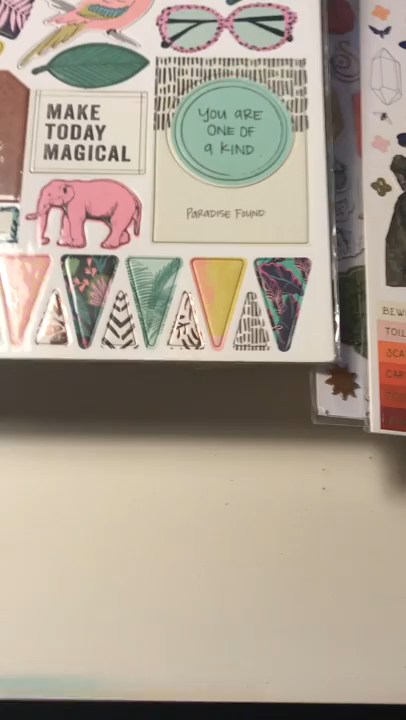 MAKE
TODAY
MAGICAL
YOU ARE
ONE OF
A KIND
PARADISE FOUND